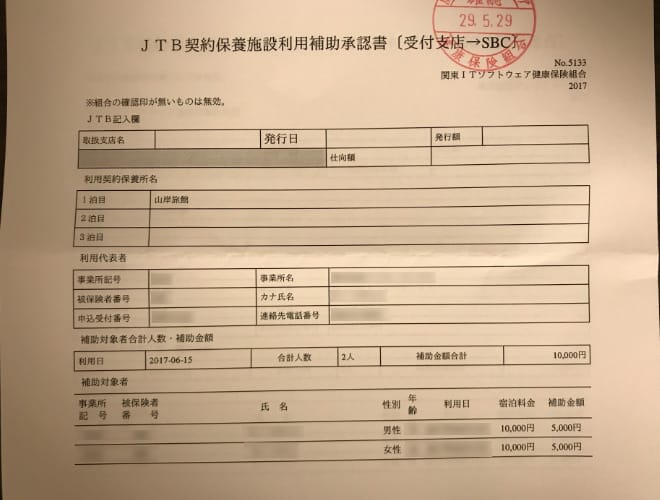 29.5.29
JTB契約保養施設利用補助承認書〔受付支店→SBC〕
No.5133
関東ITソフトウェア健康保険組合
2017
※組合の確認印が無いものは無効。
JTB記入欄
取扱支店名 発行日 発行額
仕向額
利用契約保養所名
1泊目 山岸旅館
2泊目
3泊目
利用代表者
事業所記号 事業所名
被保険者番号 カナ氏名
申込受付番号 連絡先電話番号
補助対象者合計人数・補助金額
利用日 2017-06-15 合計人数 2人 補助金額合計 10,000円
補助対象者
事業所記号 被保険者番号 氏名 性別 年齢 利用日 宿泊料金 補助金額
男性 10,000円 5,000円
女性 10,000円 5,000円